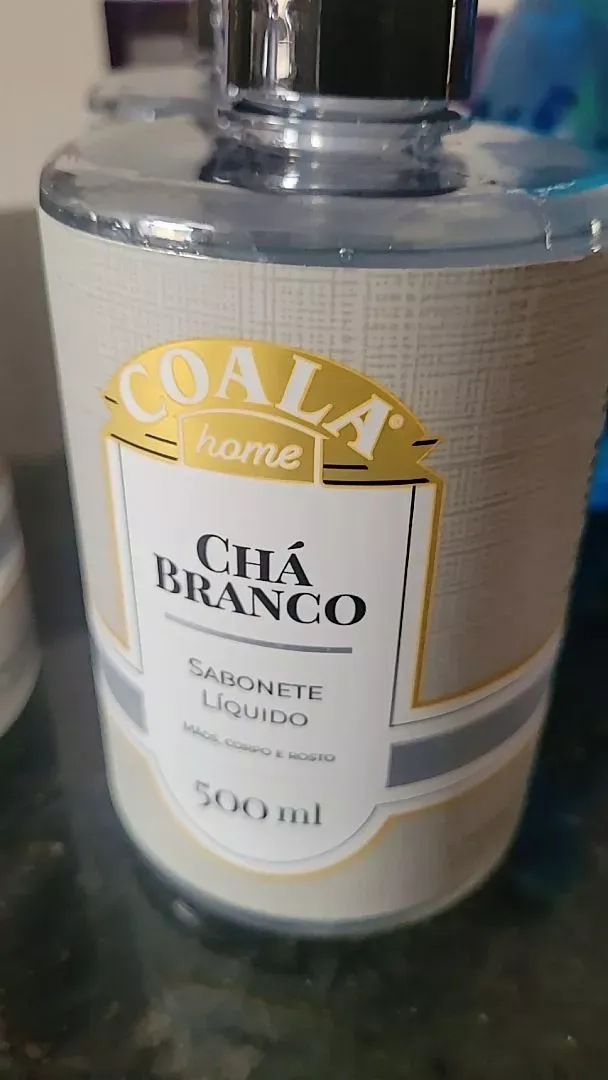 COALA®
home
CHÁ
BRANCO
SABONETE
LÍQUIDO
MÃOS, CORPO E ROSTO
500 ml